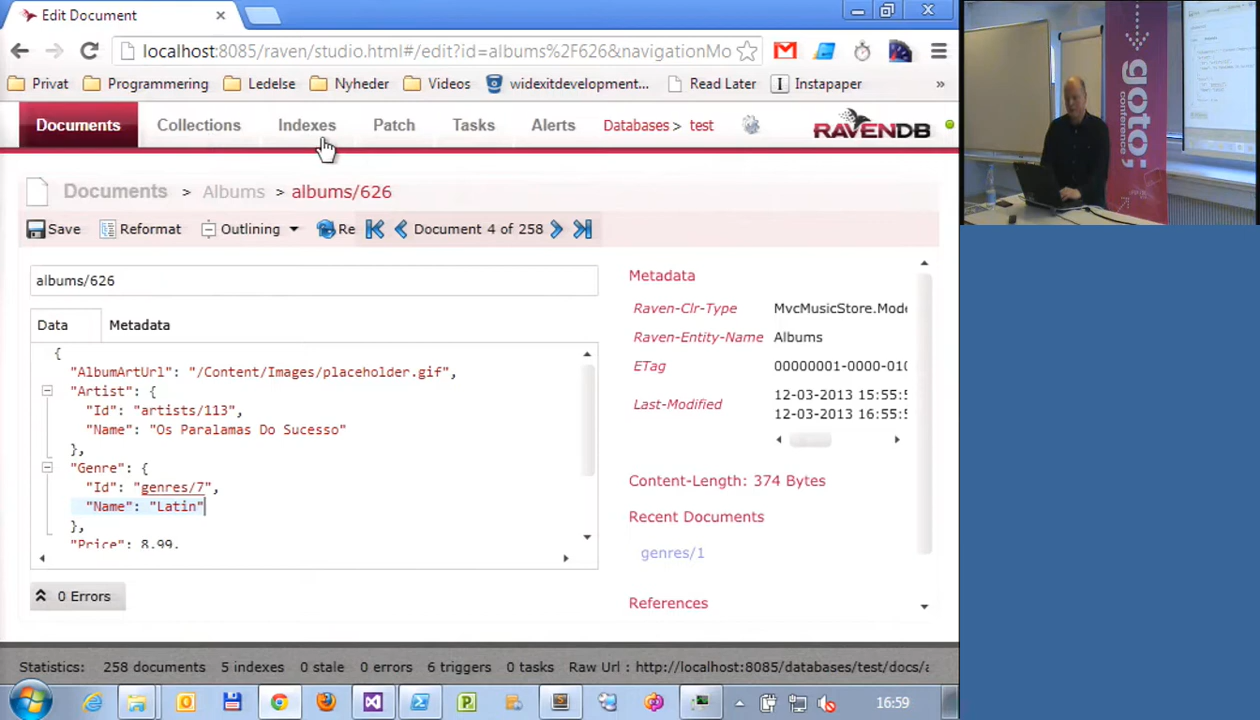 Edit Document
localhost:8085/raven/studio.html#/edit?id=albums%2F626&navigationMo
Privat Programmering Ledelse Nyheder Videos widexitdevelopment... Read Later Instapaper »
Documents Collections Indexes Patch Tasks Alerts Databases > test RAVENDB
Documents > Albums > albums/626
Save Reformat Outlining Re Document 4 of 258
albums/626
Data Metadata
{
"AlbumArtUrl": "/Content/Images/placeholder.gif",
"Artist": {
"Id": "artists/113",
"Name": "Os Paralamas Do Sucesso"
},
"Genre": {
"Id": "genres/7",
"Name": "Latin"
},
"Price": 8.99,
0 Errors
Metadata
Raven-Clr-Type MvcMusicStore.Mode
Raven-Entity-Name Albums
ETag 00000001-0000-010
Last-Modified 12-03-2013 15:55:5
12-03-2013 16:55:5
Content-Length: 374 Bytes
Recent Documents
genres/1
References
Statistics: 258 documents 5 indexes 0 stale 0 errors 6 triggers 0 tasks Raw Url : http://localhost:8085/databases/test/docs/a
16:59
goto;
conference